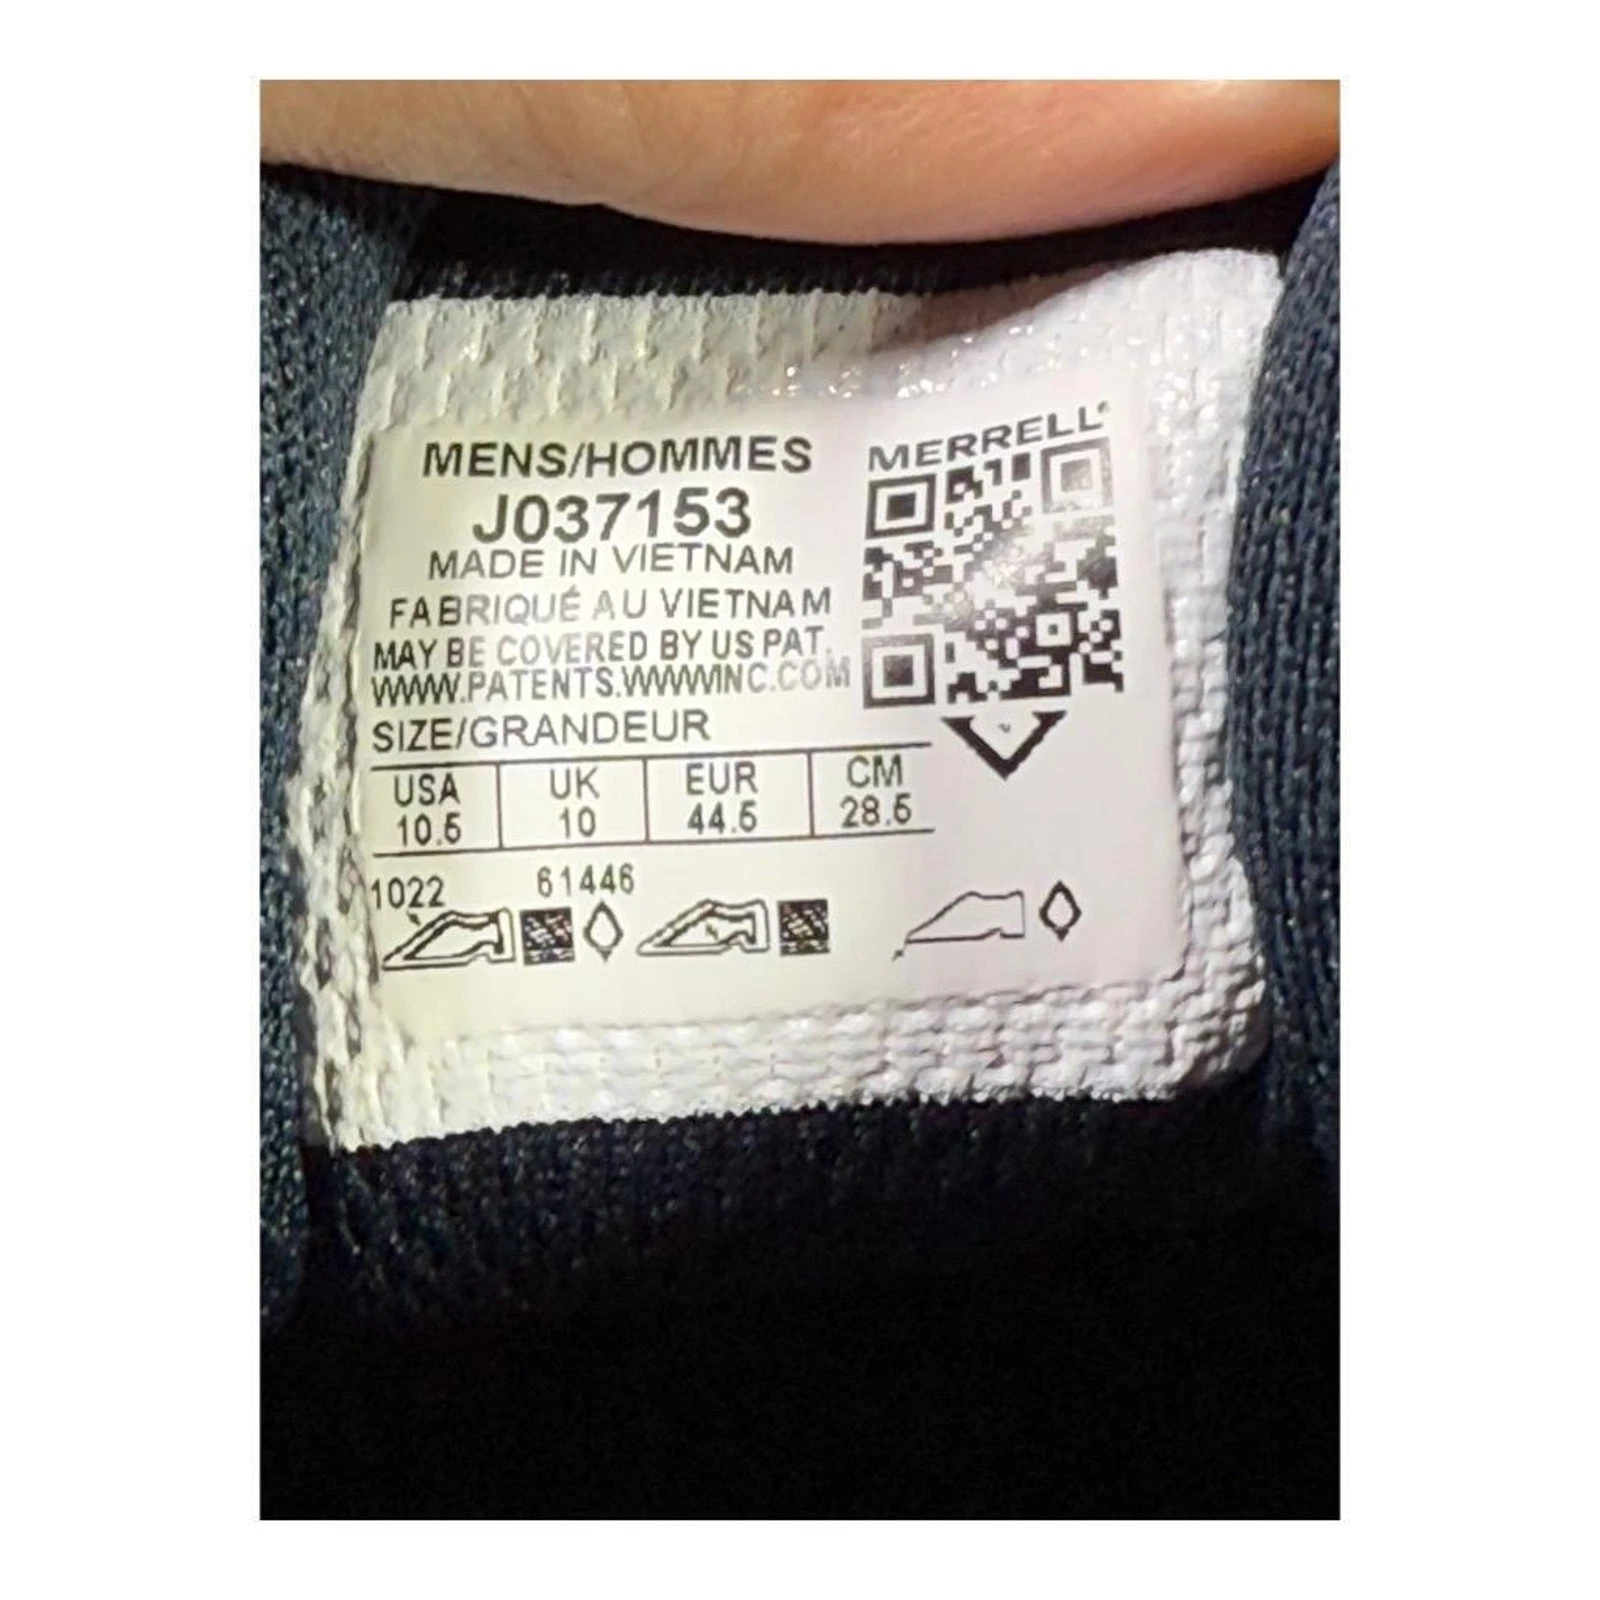 MENS/HOMMES
J037153
MADE IN VIETNAM
FABRIQUÉ AU VIETNAM
MAY BE COVERED BY US PAT.
WWW.PATENTS.WWWINC.COM
MERRELL
SIZE/GRANDEUR
USA UK EUR CM
10.5 10 44.5 28.5
1022 61446